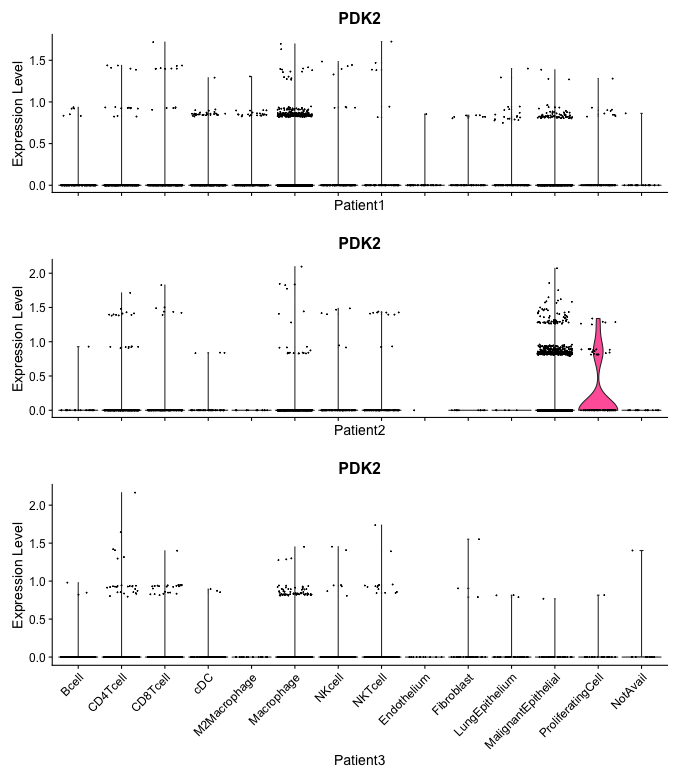 PDK2
Expression Level
1.5
1.0
0.5
0.0
Patient1
PDK2
Expression Level
2.0
1.5
1.0
0.5
0.0
Patient2
PDK2
Expression Level
2.0
1.5
1.0
0.5
0.0
Bcell
CD4Tcell
CD8Tcell
cDC
M2Macrophage
Macrophage
NKcell
NKTcell
Endothelium
Fibroblast
LungEpithelium
MalignantEpithelial
ProliferatingCell
NotAvail
Patient3